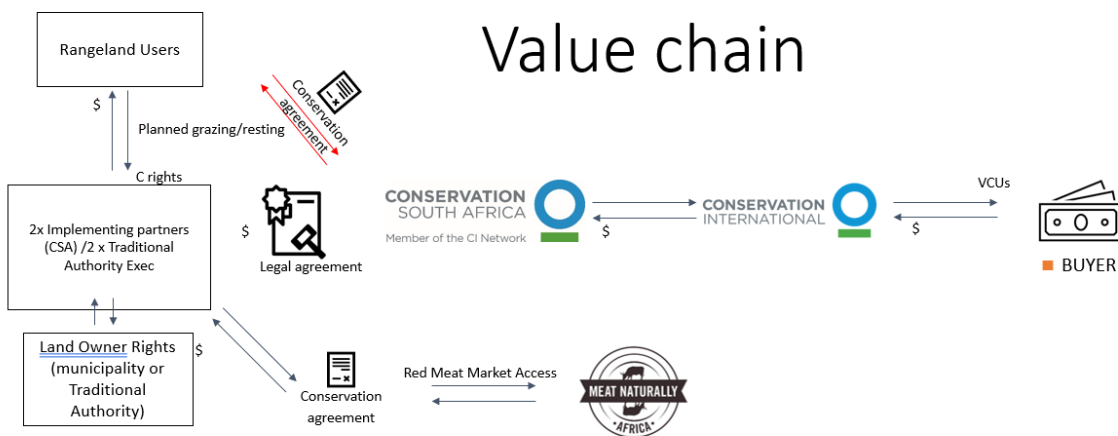 Value chain
Rangeland Users
$
Planned grazing/resting
C rights
Conservation
agreement
2x Implementing partners
(CSA) /2 x Traditional
Authority Exec
$
Legal agreement
CONSERVATION
SOUTH AFRICA
Member of the CI Network
$
CONSERVATION
INTERNATIONAL
VCUs
$
BUYER
Land Owner Rights
(municipality or
Traditional
Authority)
$
Conservation
agreement
Red Meat Market Access
MEAT NATURALLY
•AFRICA•